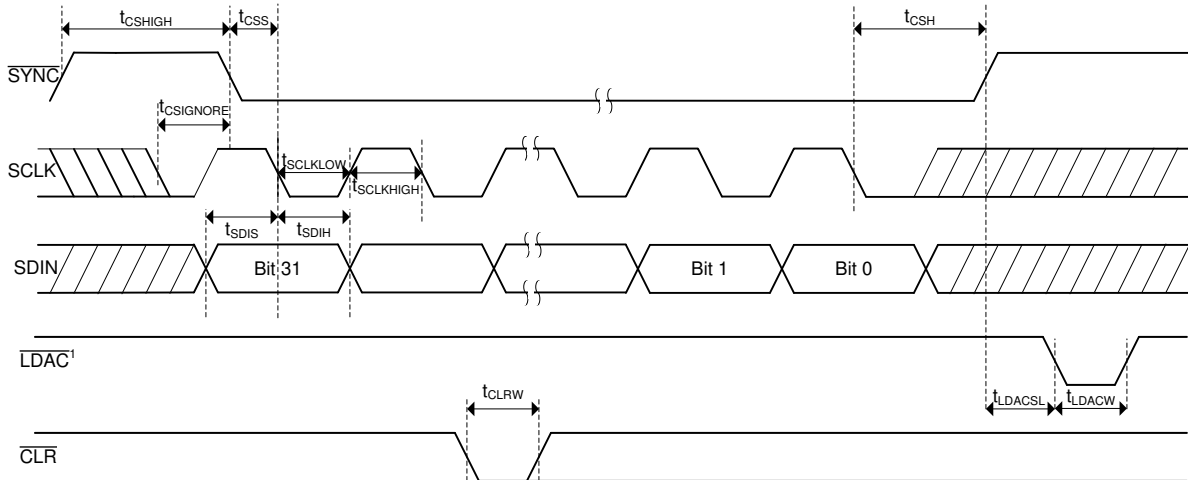 tCSHIGH tCSS tCSH
SYNC
tCSIGNORE
SCLK tSCLKLOW
tSCLKHIGH
tSDIS tSDIH
SDIN Bit 31 Bit 1 Bit 0
LDAC¹
tCLRW tLDACSL tLDACW
CLR